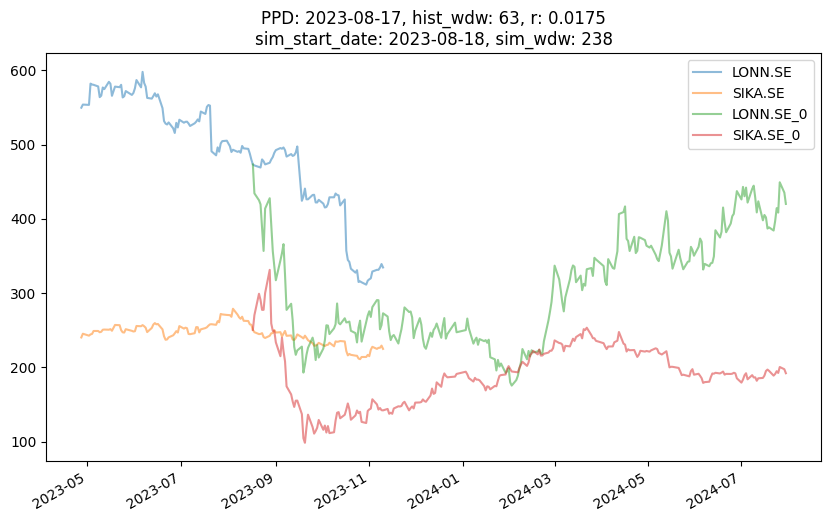 PPD: 2023-08-17, hist_wdw: 63, r: 0.0175
sim_start_date: 2023-08-18, sim_wdw: 238
LONN.SE
SIKA.SE
LONN.SE_0
SIKA.SE_0
600
500
400
300
200
100
2023-05
2023-07
2023-09
2023-11
2024-01
2024-03
2024-05
2024-07